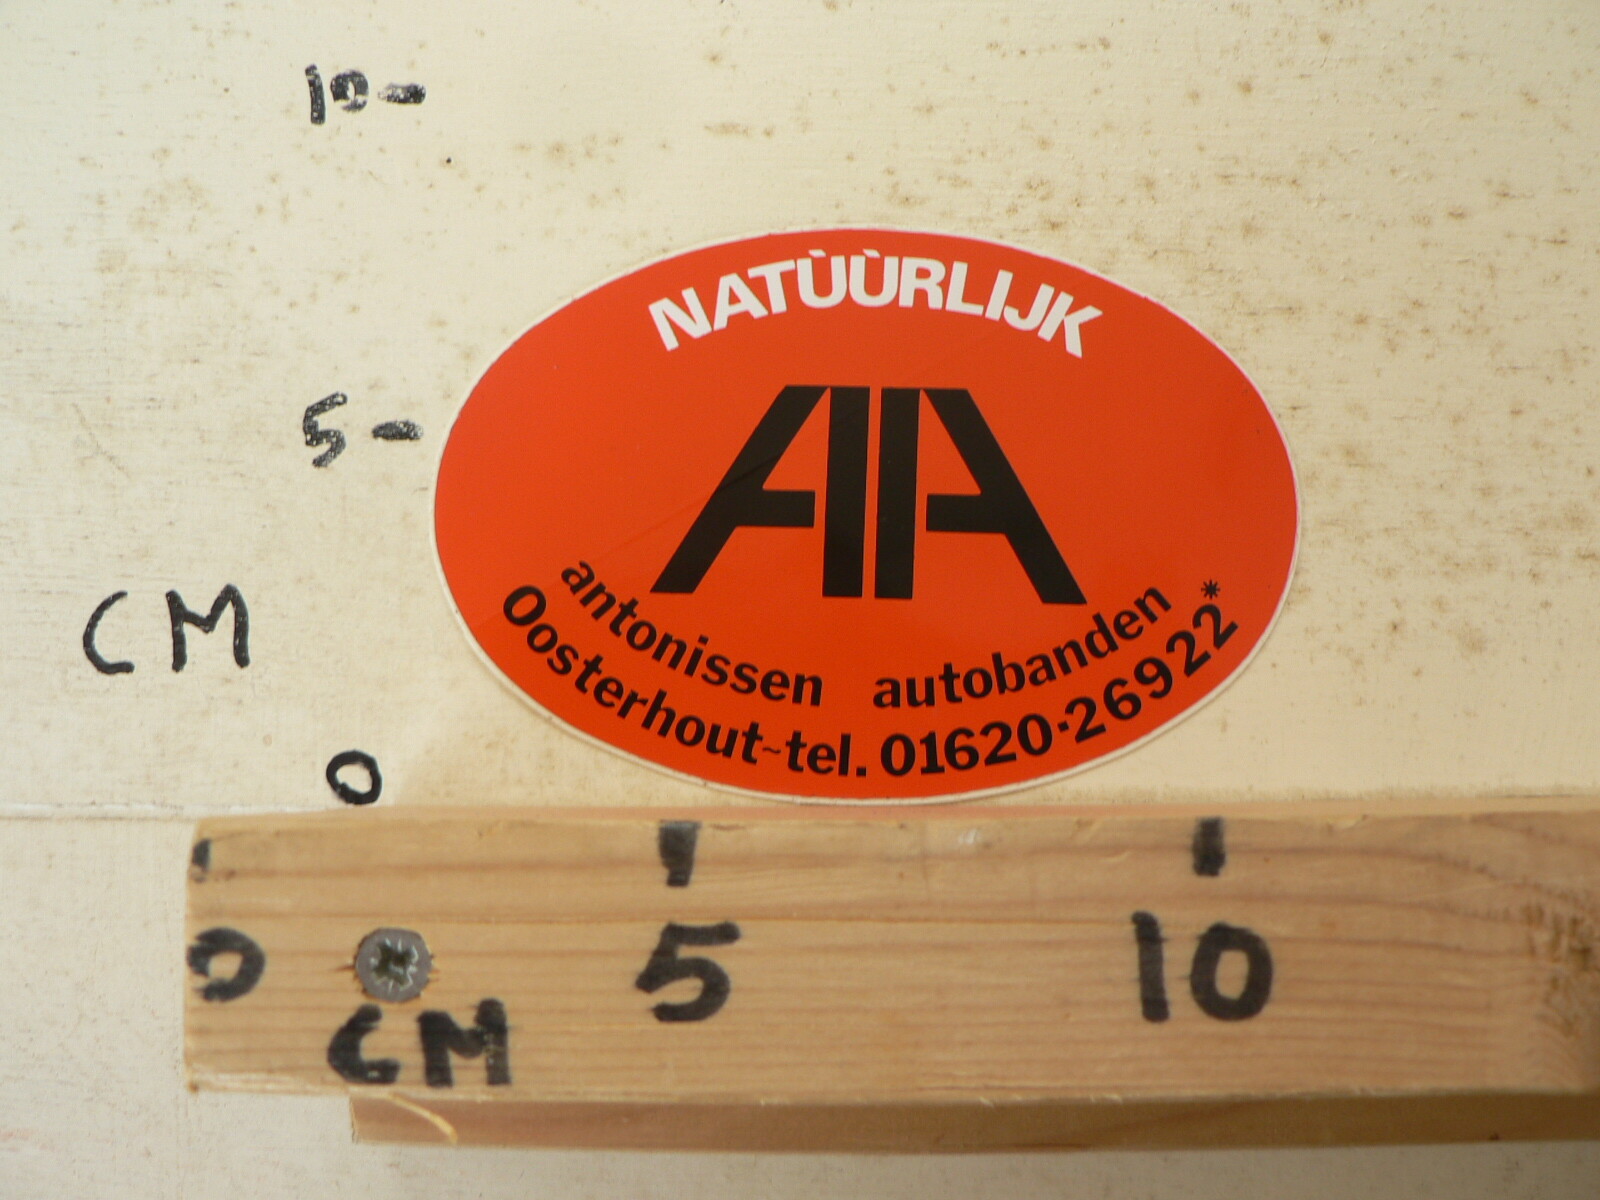 10-
NATÙÙRLIJK
5-
AA
CM
antonissen autobanden
Oosterhout-tel. 01620-26922*
0
0 5 10
CM